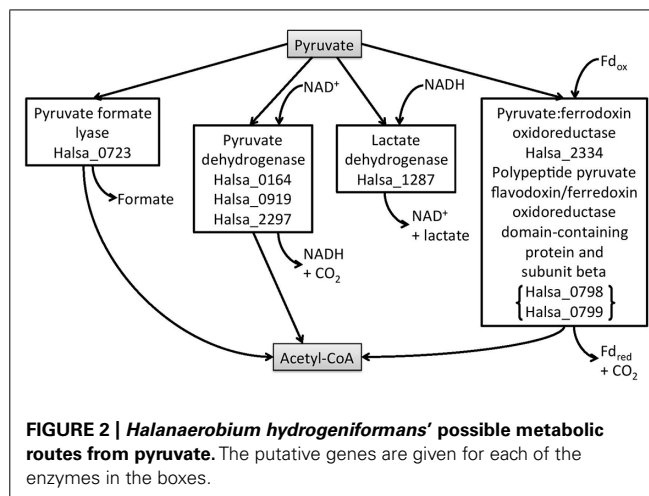 Pyruvate
Fdox
NAD+
NADH
Pyruvate formate
lyase
Halsa_0723
Pyruvate
dehydrogenase
Halsa_0164
Halsa_0919
Halsa_2297
Lactate
dehydrogenase
Halsa_1287
Pyruvate:ferrodoxin
oxidoreductase
Halsa_2334
Polypeptide pyruvate
flavodoxin/ferredoxin
oxidoreductase
domain-containing
protein and
subunit beta
{Halsa_0798
Halsa_0799}
Formate
NAD+
+ lactate
NADH
+ CO2
Acetyl-CoA
Fdred
+ CO2
FIGURE 2 | Halanaerobium hydrogeniformans' possible metabolic
routes from pyruvate. The putative genes are given for each of the
enzymes in the boxes.